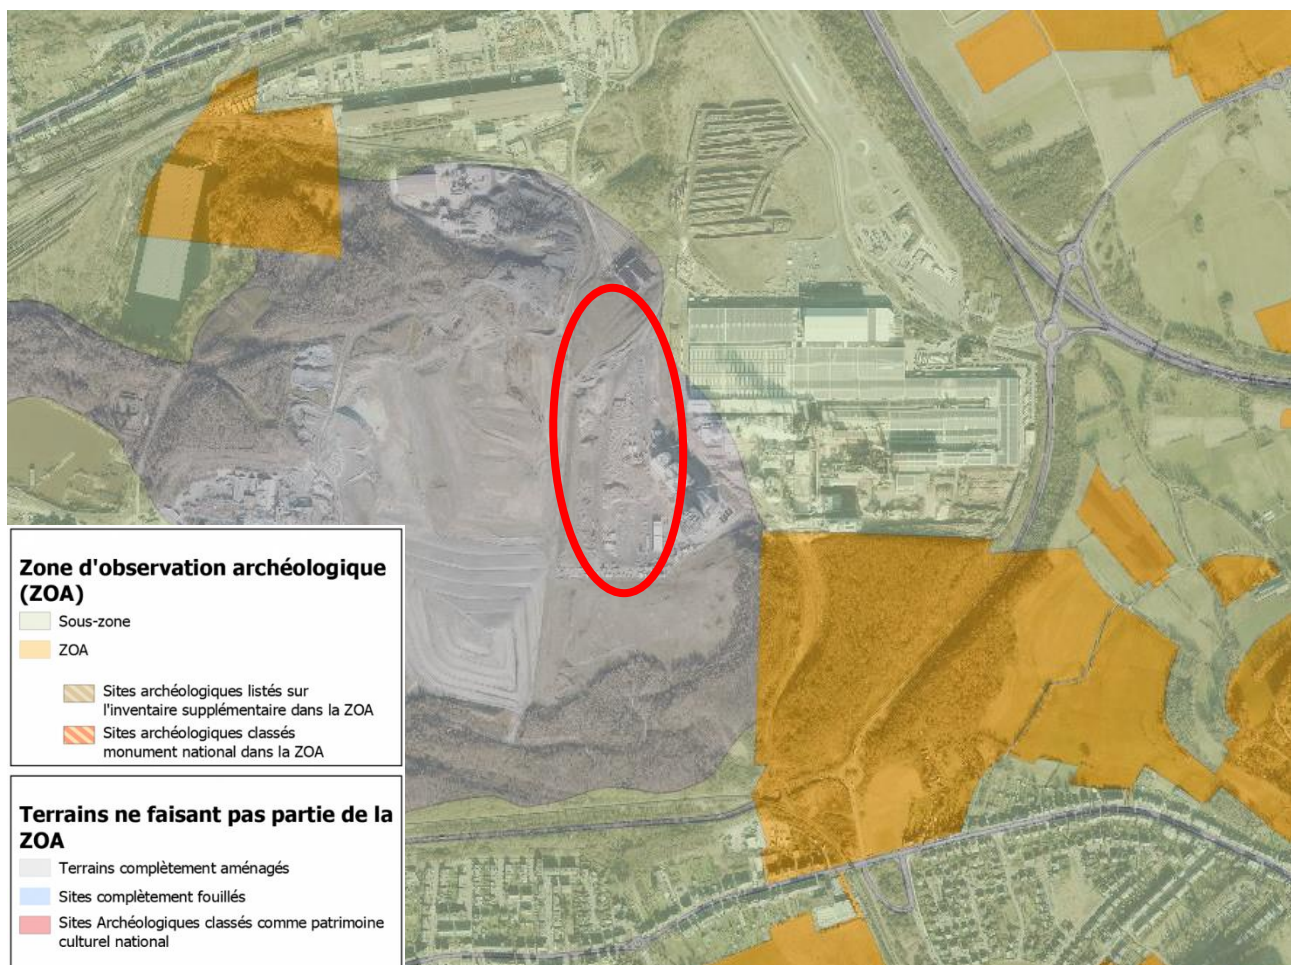 Zone d'observation archéologique
(ZOA)
Sous-zone
ZOA
Sites archéologiques listés sur
l'inventaire supplémentaire dans la ZOA
Sites archéologiques classés
monument national dans la ZOA
Terrains ne faisant pas partie de la
ZOA
Terrains complètement aménagés
Sites complètement fouillés
Sites Archéologiques classés comme patrimoine
culturel national